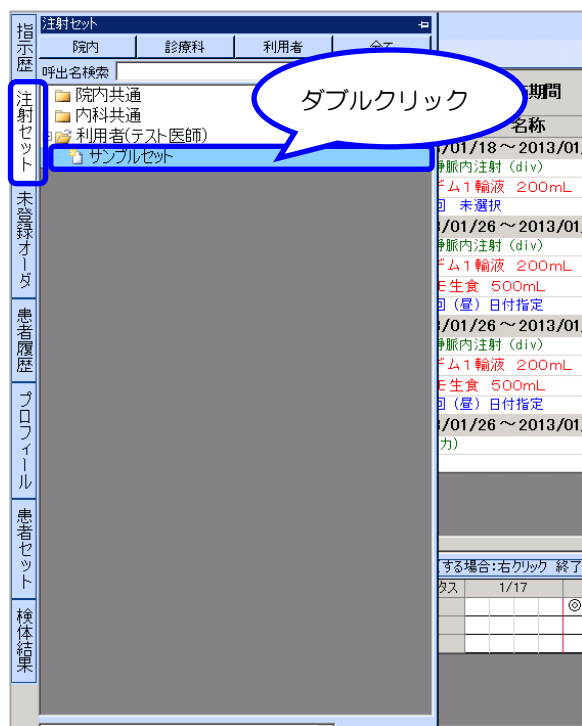 指示歴
注射セット
未登録オーダ
患者履歴
プロフィール
患者セット
検体結果
注射セット
院内
診療科
利用者
呼出名検索
院内共通
内科共通
利用者(テスト医師)
サンプルセット
ダブルクリック
期間
名称
/01/18～2013/01
静脈内注射(div)
ゲム1輸液 200mL
回 未選択
/01/26～2013/01
静脈内注射(div)
ゲム1輸液 200mL
生食 500mL
回(昼)日付指定
/01/26～2013/01
静脈内注射(div)
ゲム1輸液 200mL
生食 500mL
回(昼)日付指定
/01/26～2013/01
力)
する場合:右クリック 終了
タス 1/17
◎